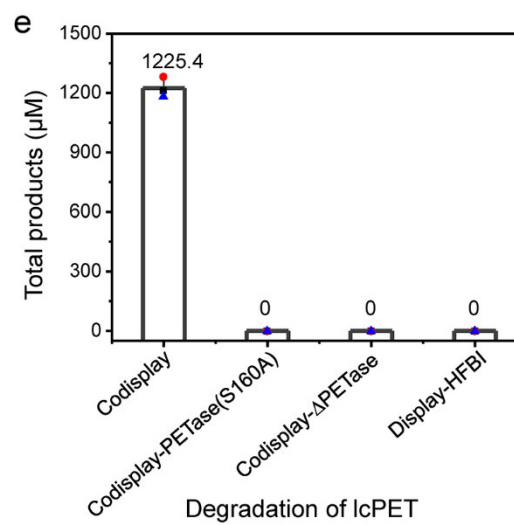 e
1500
1200
900
600
300
0
Total products (μM)
1225.4
0
0
0
Codisplay
Codisplay-PETase(S160A)
Codisplay-ΔPETase
Display-HFBI
Degradation of lcPET